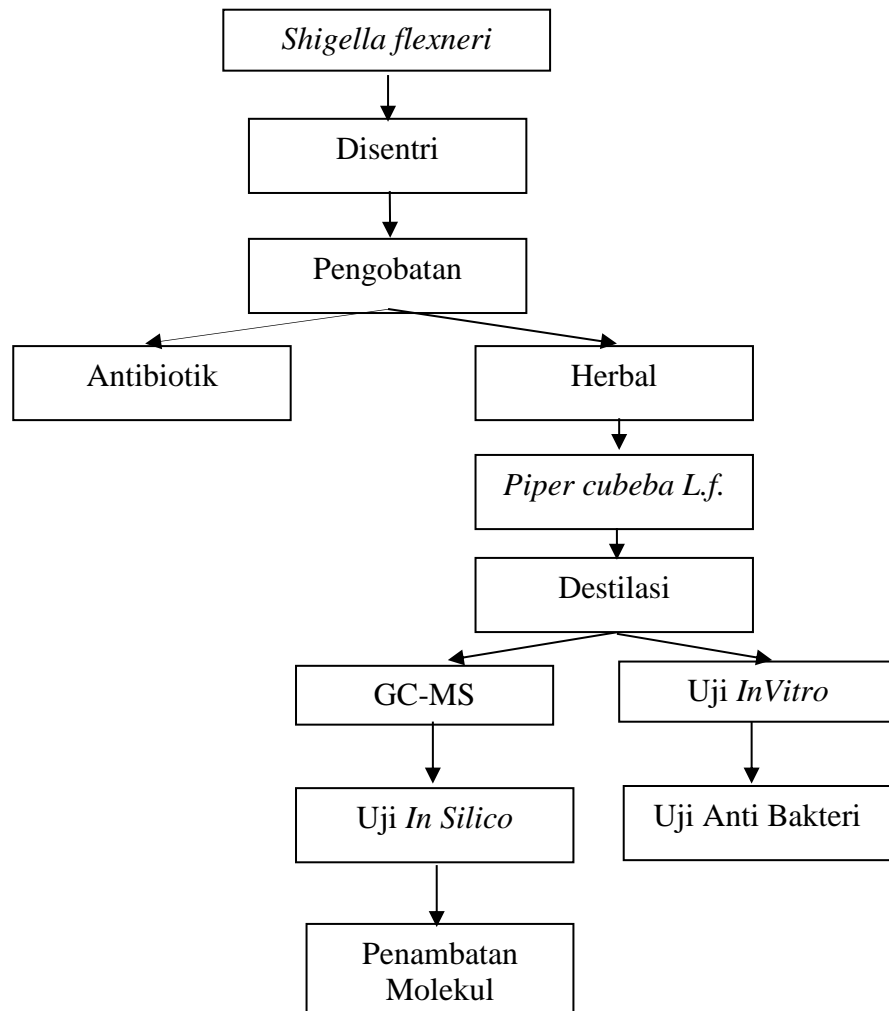 Shigella flexneri
Disentri
Pengobatan
Antibiotik
Herbal
Piper cubeba L.f.
Destilasi
GC-MS
Uji InVitro
Uji In Silico
Uji Anti Bakteri
Penambatan
Molekul